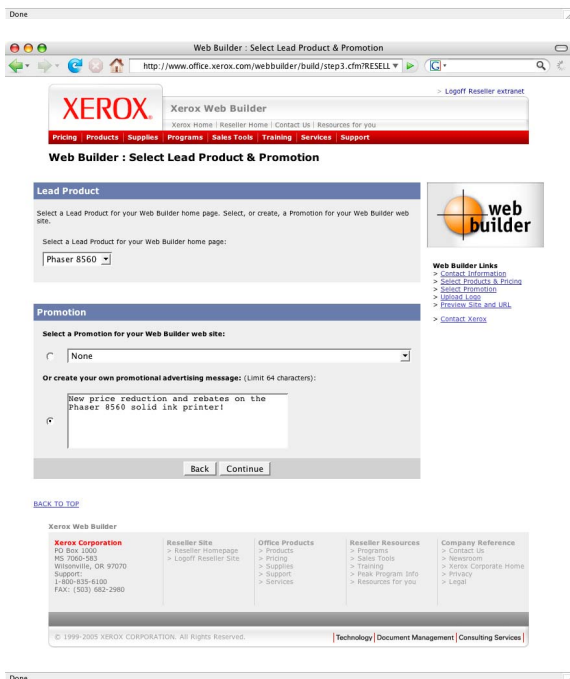 Done
Web Builder : Select Lead Product & Promotion
http://www.office.xerox.com/webbuilder/build/step3.cfm?RESELL
G
> Logoff Reseller extranet
XEROX.
Xerox Web Builder
Xerox Home | Reseller Home | Contact Us | Resources for you
Pricing | Products | Supplies | Programs | Sales Tools | Training | Services | Support
Web Builder : Select Lead Product & Promotion
Lead Product
Select a Lead Product for your Web Builder home page. Select, or create, a Promotion for your Web Builder web
site.
Select a Lead Product for your Web Builder home page:
Phaser 8560
web
builder
Web Builder Links
> Contact Information
> Select Products & Pricing
> Select Promotion
> Upload Logo
> Preview Site and URL
> Contact Xerox
Promotion
Select a Promotion for your Web Builder web site:
None
Or create your own promotional advertising message: (Limit 64 characters):
New price reduction and rebates on the
Phaser 8560 solid ink printer!
Back Continue
BACK TO TOP
Xerox Web Builder
Xerox Corporation
PO Box 1000
MS 7060-583
Wilsonville, OR 97070
Support:
1-800-835-6100
FAX: (503) 682-2980
Reseller Site
> Reseller Homepage
> Logoff Reseller Site
Office Products
> Products
> Pricing
> Supplies
> Support
> Services
Reseller Resources
> Programs
> Sales Tools
> Training
> Peak Program Info
> Resources for you
Company Reference
> Contact Us
> Newsroom
> Xerox Corporate Home
> Privacy
> Legal
© 1999-2005 XEROX CORPORATION. All Rights Reserved.
Technology | Document Management | Consulting Services
Done